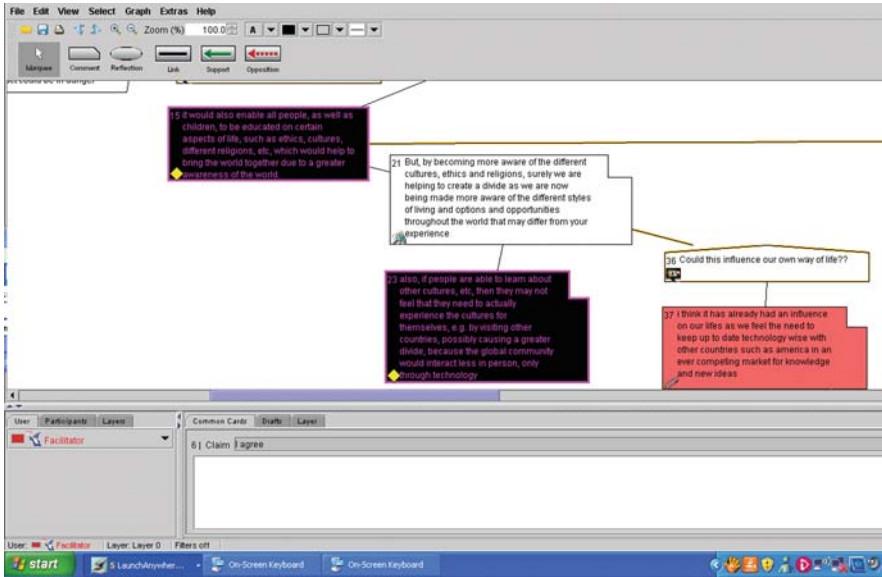 File Edit View Select Graph Extras Help
Zoom (%) 100.0 A
Marquee Comment Reflection Link Support Opposition
could be in danger
15 it would also enable all people, as well as
children, to be educated on certain
aspects of life, such as ethics, cultures,
different religions, etc, which would help to
bring the world together due to a greater
awareness of the world
21 But, by becoming more aware of the different
cultures, ethics and religions, surely we are
helping to create a divide as we are now
being made more aware of the different styles
of living and options and opportunities
throughout the world that may differ from your
experience
36 Could this influence our own way of life??
23 also, if people are able to learn about
other cultures, etc, then they may not
feel that they need to actually
experience the cultures for
themselves, e.g. by visiting other
countries, possibly causing a greater
divide, because the global community
would interact less in person, only
through technology
37 i think it has already had an influence
on our lifes as we feel the need to
keep up to date technology wise with
other countries such as america in an
ever competing market for knowledge
and new ideas
User Participants Layers
Facilitator
Common Cards Drafts Layer
6| Claim I agree
User: Facilitator Layer: Layer 0 Filters off
start 5 LaunchAnywher... On-Screen Keyboard On-Screen Keyboard